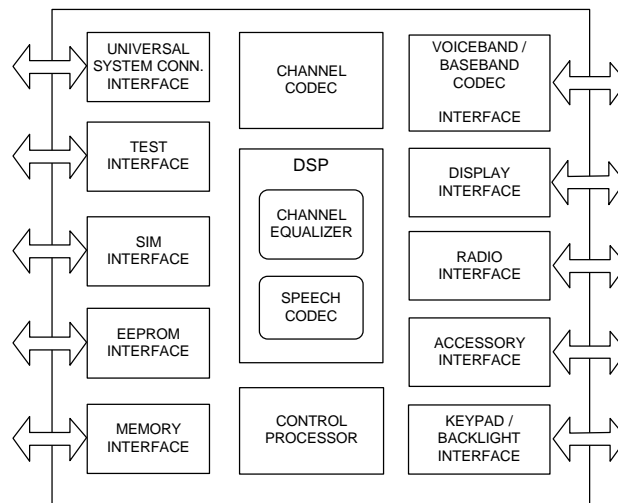 UNIVERSAL
SYSTEM CONN.
INTERFACE
TEST
INTERFACE
SIM
INTERFACE
EEPROM
INTERFACE
MEMORY
INTERFACE
CHANNEL
CODEC
DSP
CHANNEL
EQUALIZER
SPEECH
CODEC
CONTROL
PROCESSOR
VOICEBAND /
BASEBAND
CODEC
INTERFACE
DISPLAY
INTERFACE
RADIO
INTERFACE
ACCESSORY
INTERFACE
KEYPAD /
BACKLIGHT
INTERFACE